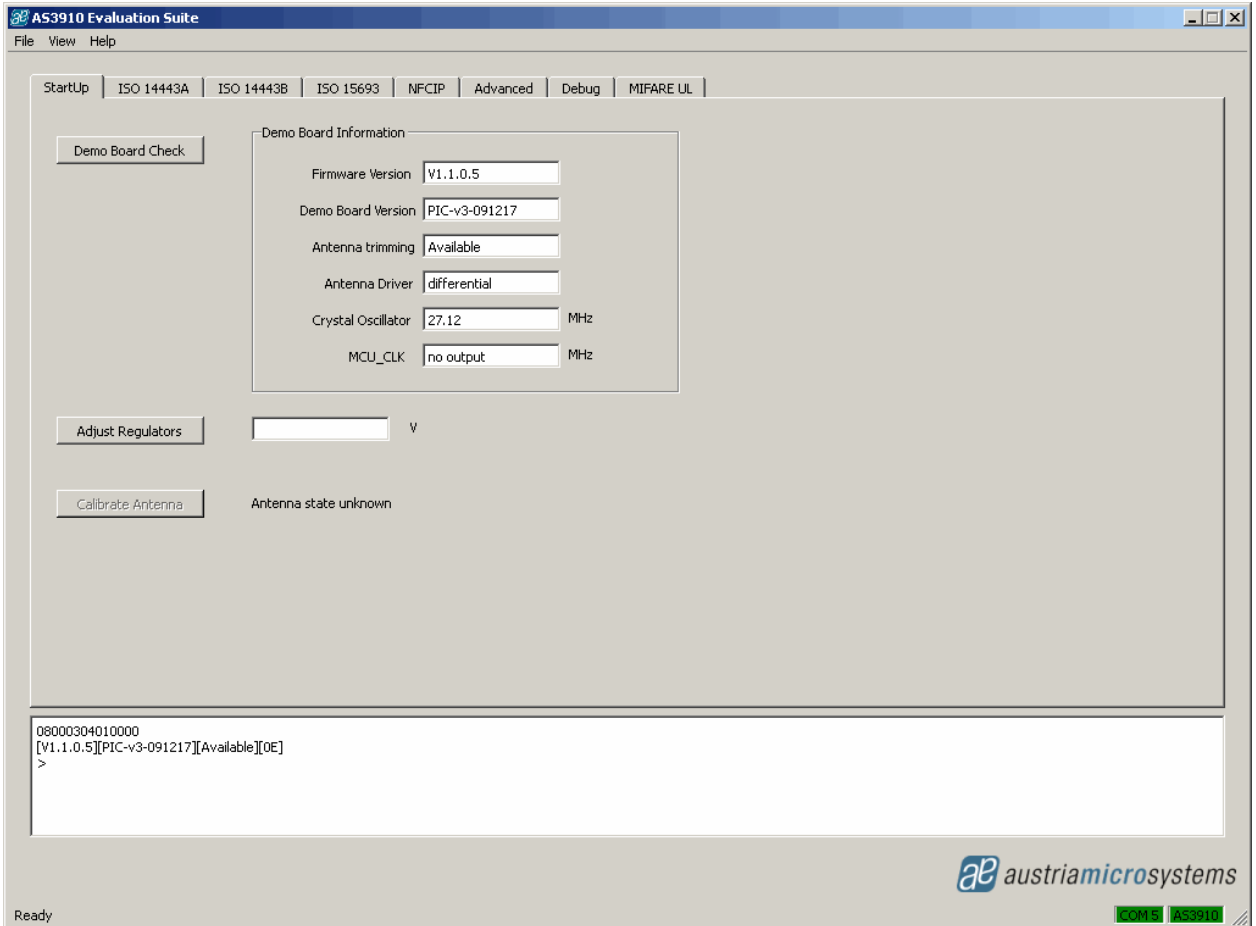 AS3910 Evaluation Suite
File View Help
StartUp ISO 14443A ISO 14443B ISO 15693 NFCIP Advanced Debug MIFARE UL
Demo Board Check
Demo Board Information
Firmware Version V1.1.0.5
Demo Board Version PIC-v3-091217
Antenna trimming Available
Antenna Driver differential
Crystal Oscillator 27.12 MHz
MCU_CLK no output MHz
Adjust Regulators V
Calibrate Antenna Antenna state unknown
08000304010000
[V1.1.0.5][PIC-v3-091217][Available][0E]
>
ae austriamicrosystems
Ready COM 5 AS3910